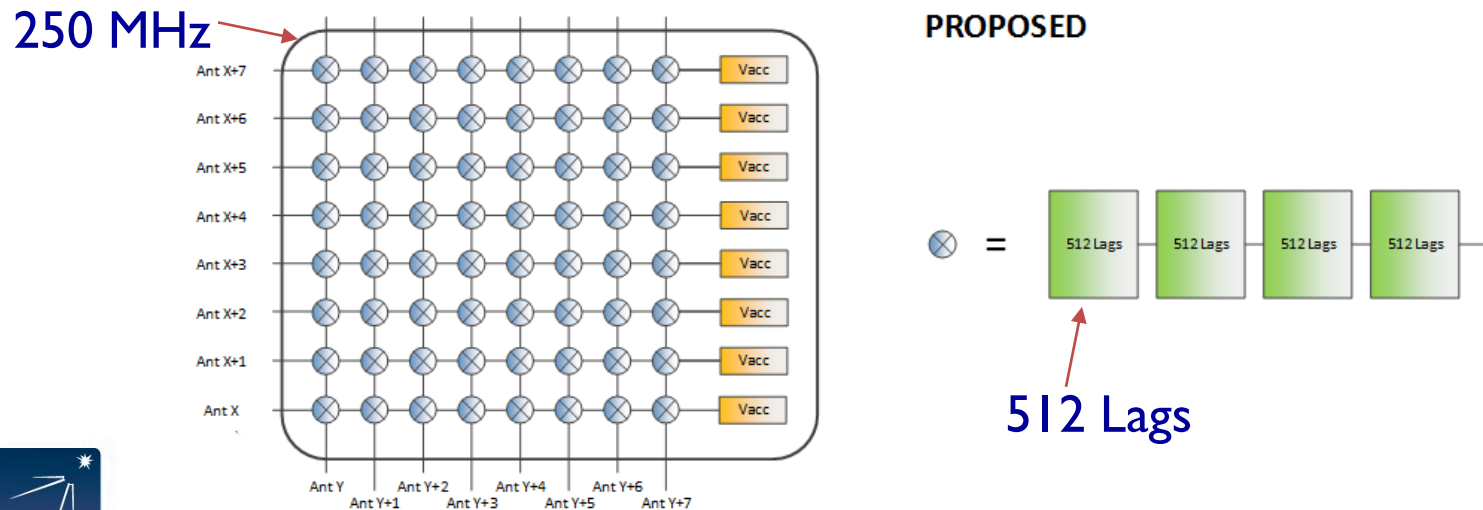 250 MHz
PROPOSED
Ant X+7
Vacc
Ant X+6
Vacc
Ant X+5
Vacc
Ant X+4
Vacc
512 Lags
512 Lags
512 Lags
512 Lags
=
Ant X+3
Vacc
Ant X+2
Vacc
Ant X+1
Vacc
Ant X
Vacc
512 Lags
Ant Y
Ant Y+2
Ant Y+4
Ant Y+6
Ant Y+1
Ant Y+3
Ant Y+5
Ant Y+7